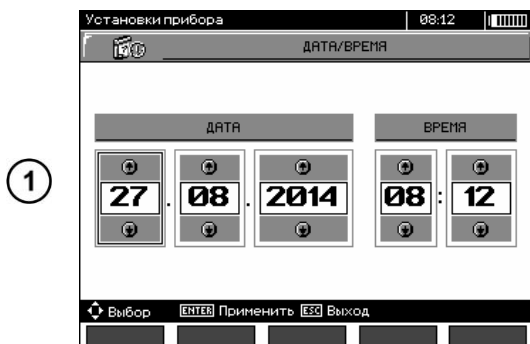 Установки прибора 08:12
ДАТА/ВРЕМЯ
ДАТА ВРЕМЯ
1 27 . 08 . 2014 08 : 12
Выбор ENTER Применить ESC Выход